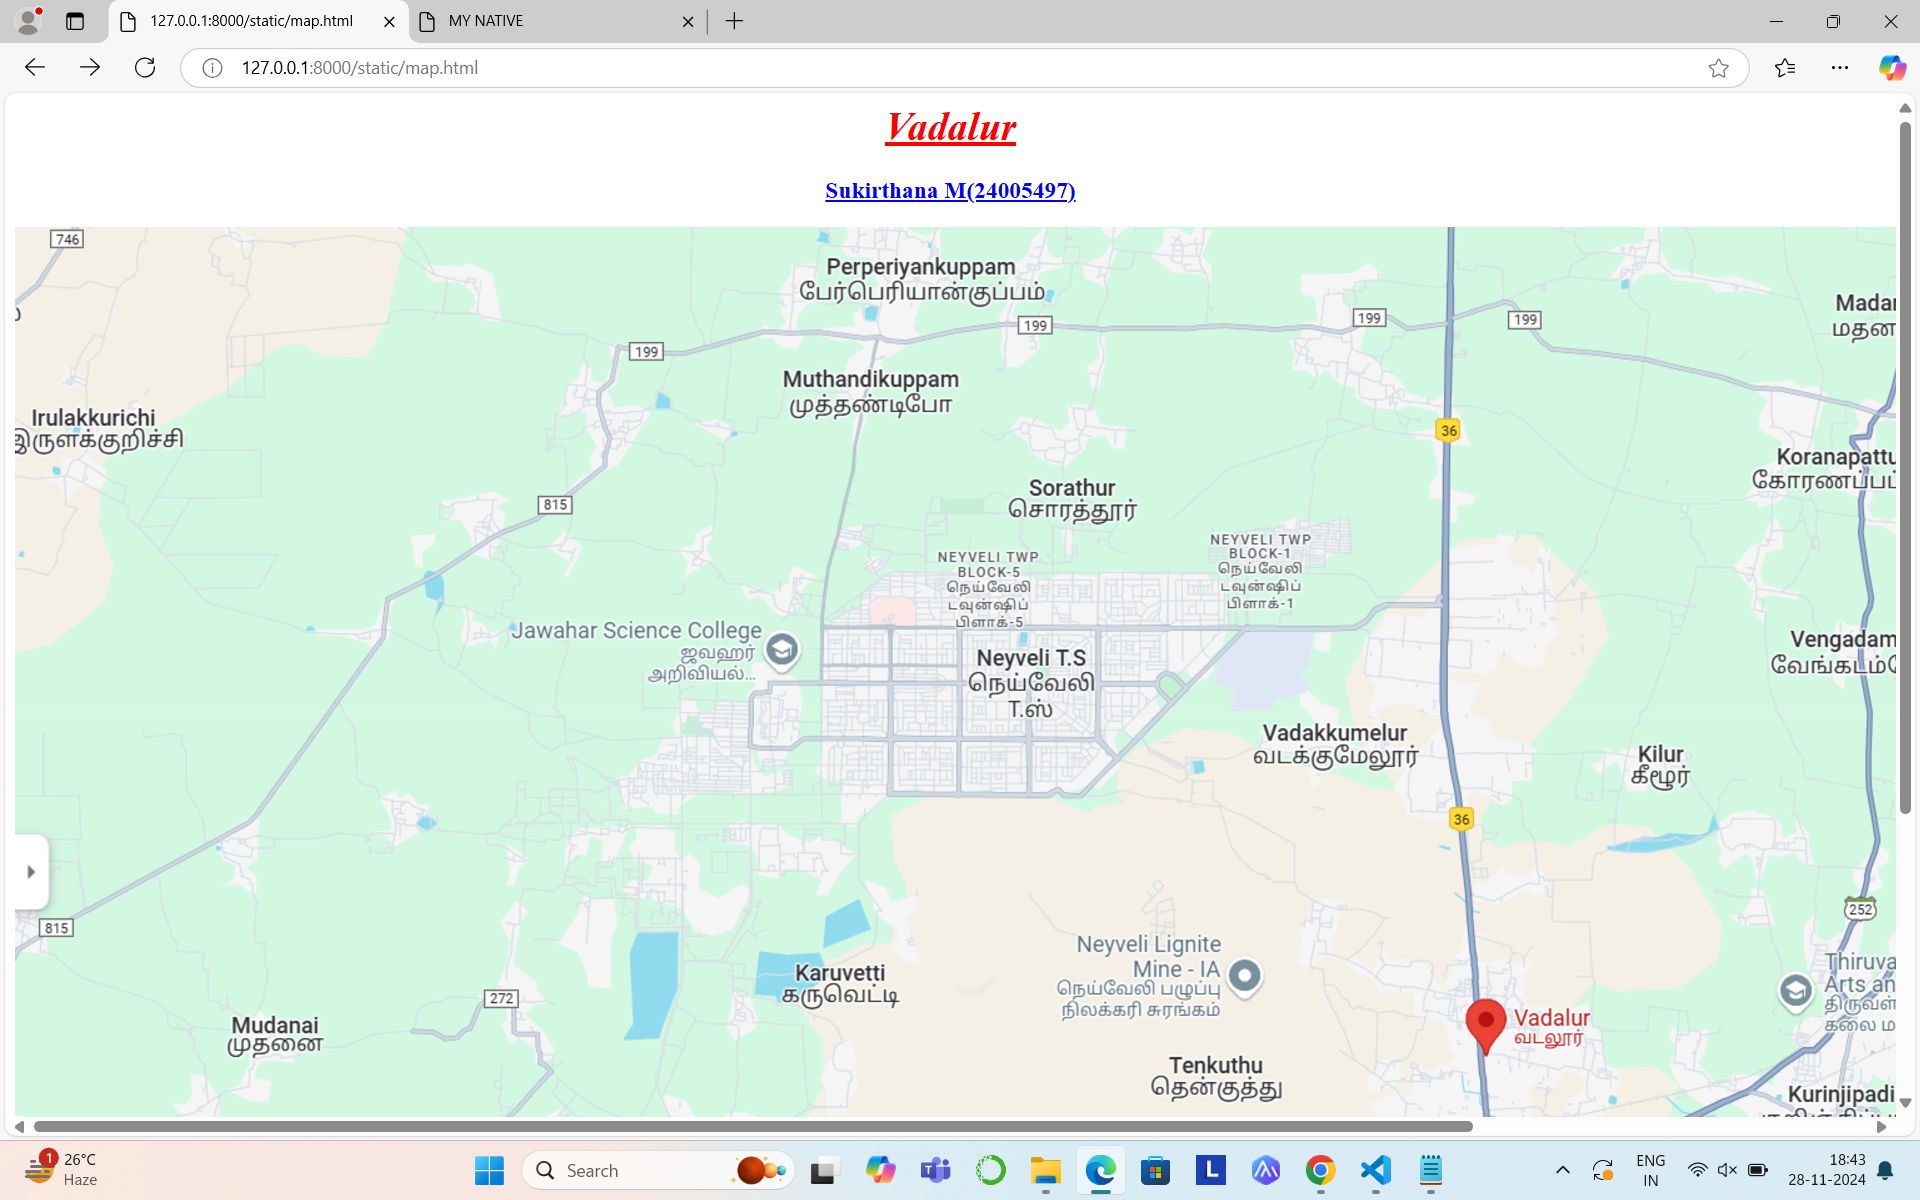 127.0.0.1:8000/static/map.html
MY NATIVE
127.0.0.1:8000/static/map.html
Vadalur
Sukirthana M(24005497)
746
Perperiyankuppam
பேர்பெரியான்குப்பம்
199
199
199
199
Madar
மதன
Muthandikuppam
முத்தண்டிபோ
Irulakkurichi
இருளக்குறிச்சி
36
Koranapattu
கோரணப்பட்
Sorathur
சொரத்தூர்
815
NEYVELI TWP
BLOCK-5
நெய்வேலி
டவுன்ஷிப்
பிளாக்-5
NEYVELI TWP
BLOCK-1
நெய்வேலி
டவுன்ஷிப்
பிளாக்-1
Jawahar Science College
ஜவஹர்
அறிவியல்...
Neyveli T.S
நெய்வேலி
T.ஸ்
Vengadam
வேங்கடம்
Vadakkumelur
வடக்குமேலூர்
Kilur
கீழூர்
36
815
252
Karuvetti
கருவெட்டி
Neyveli Lignite
Mine - IA
நெய்வேலி பழுப்பு
நிலக்கரி சுரங்கம்
Thiruva
Arts an
திருவள்
கலை ம
272
Mudanai
முதனை
Vadalur
வடலூர்
Tenkuthu
தென்குத்து
Kurinjipadi
1
26°C
Haze
Search
L
ENG
IN
18:43
28-11-2024